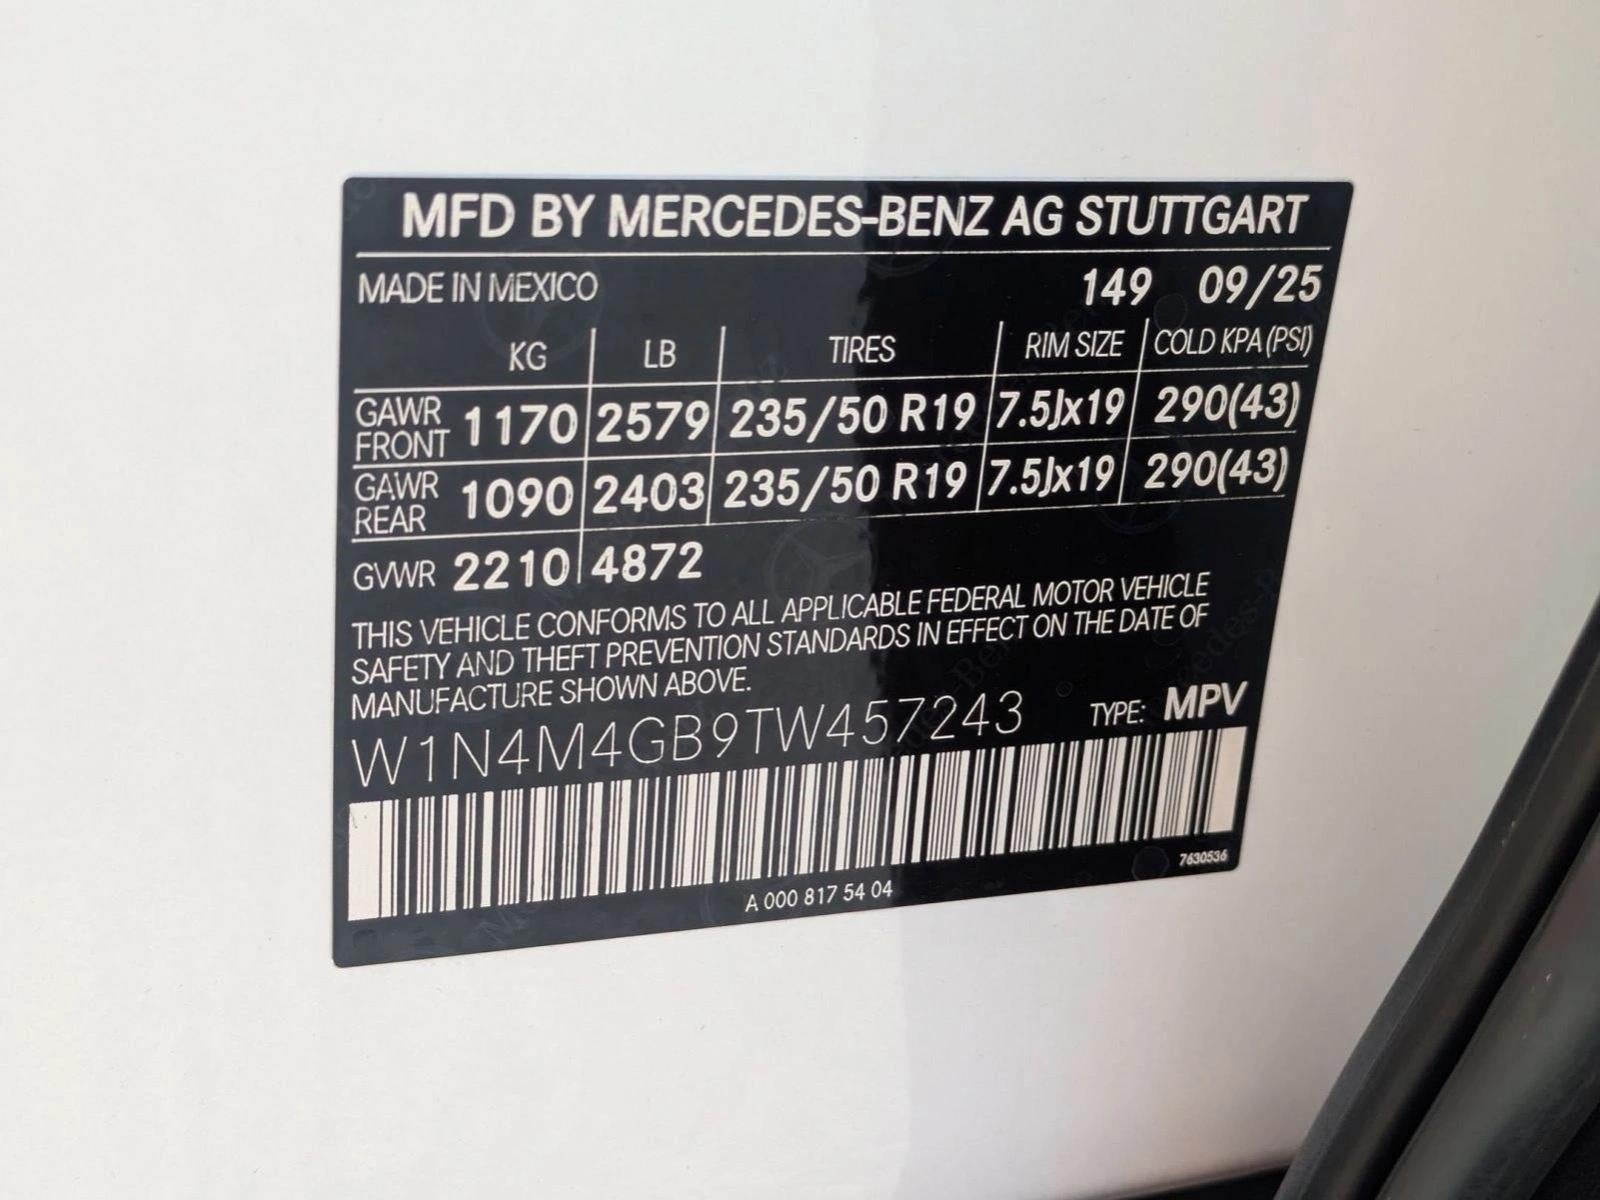 MFD BY MERCEDES-BENZ AG STUTTGART
MADE IN MEXICO 149 09/25
KG LB TIRES RIM SIZE COLD KPA (PSI)
GAWR FRONT 1170 2579 235/50 R19 7.5Jx19 290(43)
GAWR REAR 1090 2403 235/50 R19 7.5Jx19 290(43)
GVWR 2210 4872
THIS VEHICLE CONFORMS TO ALL APPLICABLE FEDERAL MOTOR VEHICLE
SAFETY AND THEFT PREVENTION STANDARDS IN EFFECT ON THE DATE OF
MANUFACTURE SHOWN ABOVE.
W1N4M4GB9TW457243 TYPE: MPV
7630536
A 000 817 54 04